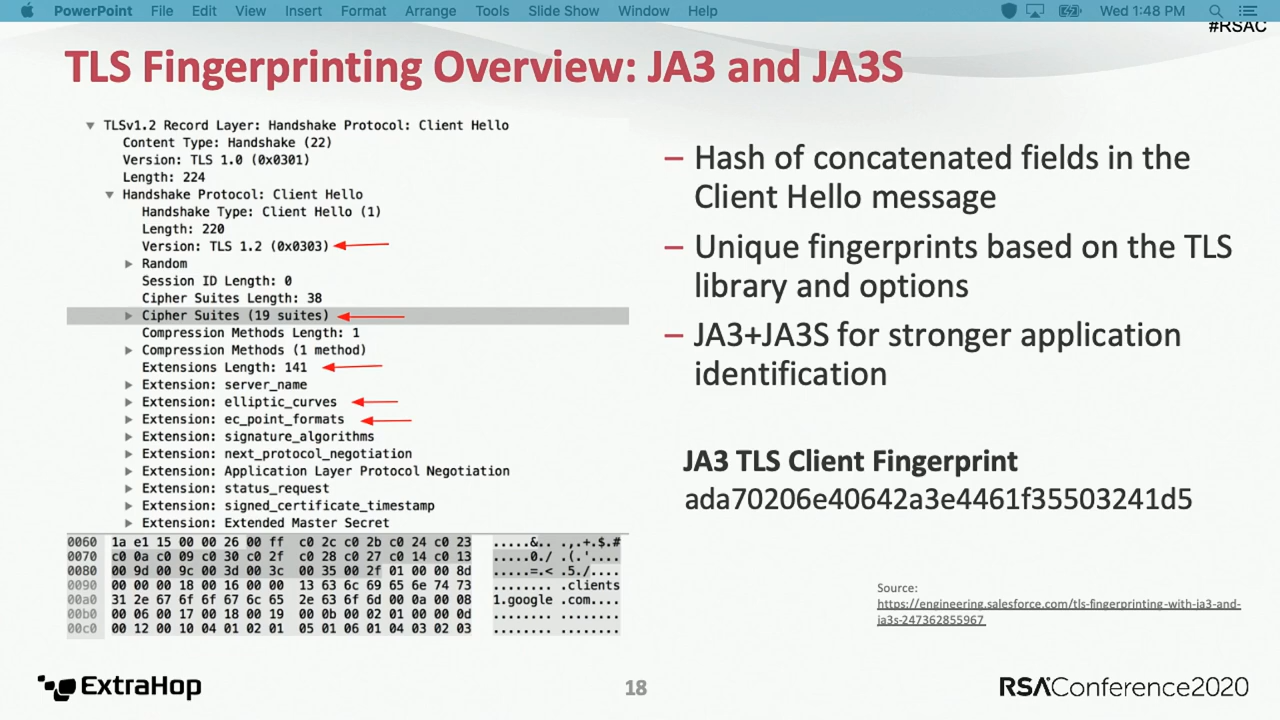 PowerPoint File Edit View Insert Format Arrange Tools Slide Show Window Help Wed 1:48 PM
#RSAC
TLS Fingerprinting Overview: JA3 and JA3S
TLSv1.2 Record Layer: Handshake Protocol: Client Hello
Content Type: Handshake (22)
Version: TLS 1.0 (0x0301)
Length: 224
Handshake Protocol: Client Hello
Handshake Type: Client Hello (1)
Length: 220
Version: TLS 1.2 (0x0303)
Random
Session ID Length: 0
Cipher Suites Length: 38
Cipher Suites (19 suites)
Compression Methods Length: 1
Compression Methods (1 method)
Extensions Length: 141
Extension: server_name
Extension: elliptic_curves
Extension: ec_point_formats
Extension: signature_algorithms
Extension: next_protocol_negotiation
Extension: Application Layer Protocol Negotiation
Extension: status_request
Extension: signed_certificate_timestamp
Extension: Extended Master Secret
0060 1a e1 15 00 00 26 00 ff c0 2c c0 2b c0 24 c0 23 .....&.. .,.+.$.#
0070 c0 0a c0 09 c0 30 c0 2f c0 28 c0 27 c0 14 c0 13 .....0./ .(.'....
0080 00 9d 00 9c 00 3d 00 3c 00 35 00 2f 01 00 00 8d .....=.< .5./....
0090 00 00 00 18 00 16 00 00 13 63 6c 69 65 6e 74 73 ........ .clients
00a0 31 2e 67 6f 6f 67 6c 65 2e 63 6f 6d 00 0a 00 08 1.google .com....
00b0 00 06 00 17 00 18 00 19 00 0b 00 02 01 00 00 0d ........ ........
00c0 00 12 00 10 04 01 02 01 05 01 06 01 04 03 02 03 ........ ........
– Hash of concatenated fields in the
Client Hello message
– Unique fingerprints based on the TLS
library and options
– JA3+JA3S for stronger application
identification
JA3 TLS Client Fingerprint
ada70206e40642a3e4461f35503241d5
Source:
https://engineering.salesforce.com/tls-fingerprinting-with-ja3-and-
ja3s-247362855967
ExtraHop
18
RSAConference2020